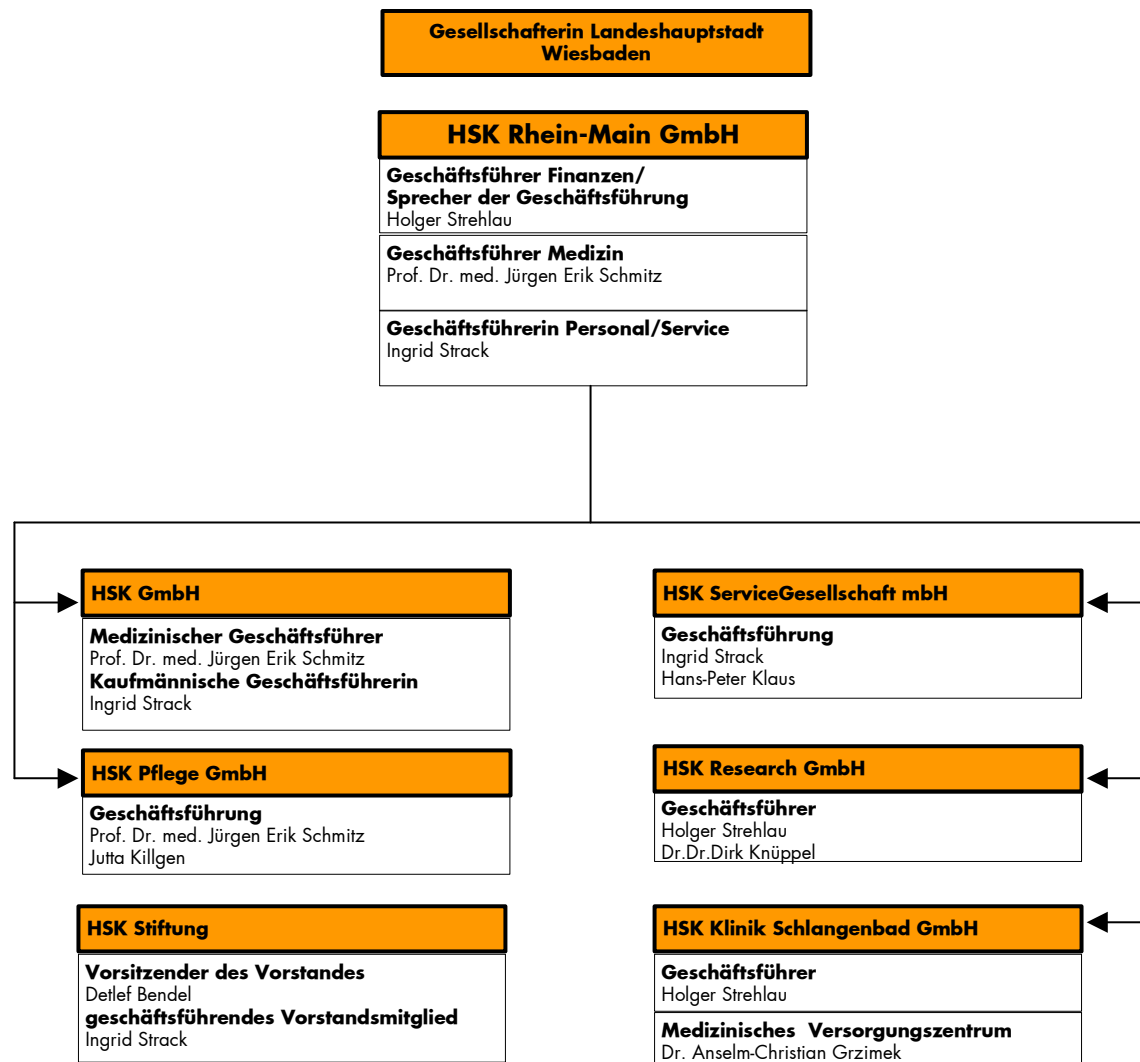 Gesellschafterin Landeshauptstadt
Wiesbaden
HSK Rhein-Main GmbH
Geschäftsführer Finanzen/
Sprecher der Geschäftsführung
Holger Strehlau
Geschäftsführer Medizin
Prof. Dr. med. Jürgen Erik Schmitz
Geschäftsführerin Personal/Service
Ingrid Strack
HSK GmbH
Medizinischer Geschäftsführer
Prof. Dr. med. Jürgen Erik Schmitz
Kaufmännische Geschäftsführerin
Ingrid Strack
HSK Pflege GmbH
Geschäftsführung
Prof. Dr. med. Jürgen Erik Schmitz
Jutta Killgen
HSK Stiftung
Vorsitzender des Vorstandes
Detlef Bendel
geschäftsführendes Vorstandsmitglied
Ingrid Strack
HSK ServiceGesellschaft mbH
Geschäftsführung
Ingrid Strack
Hans-Peter Klaus
HSK Research GmbH
Geschäftsführer
Holger Strehlau
Dr.Dr.Dirk Knüppel
HSK Klinik Schlangenbad GmbH
Geschäftsführer
Holger Strehlau
Medizinisches Versorgungszentrum
Dr. Anselm-Christian Grzimek